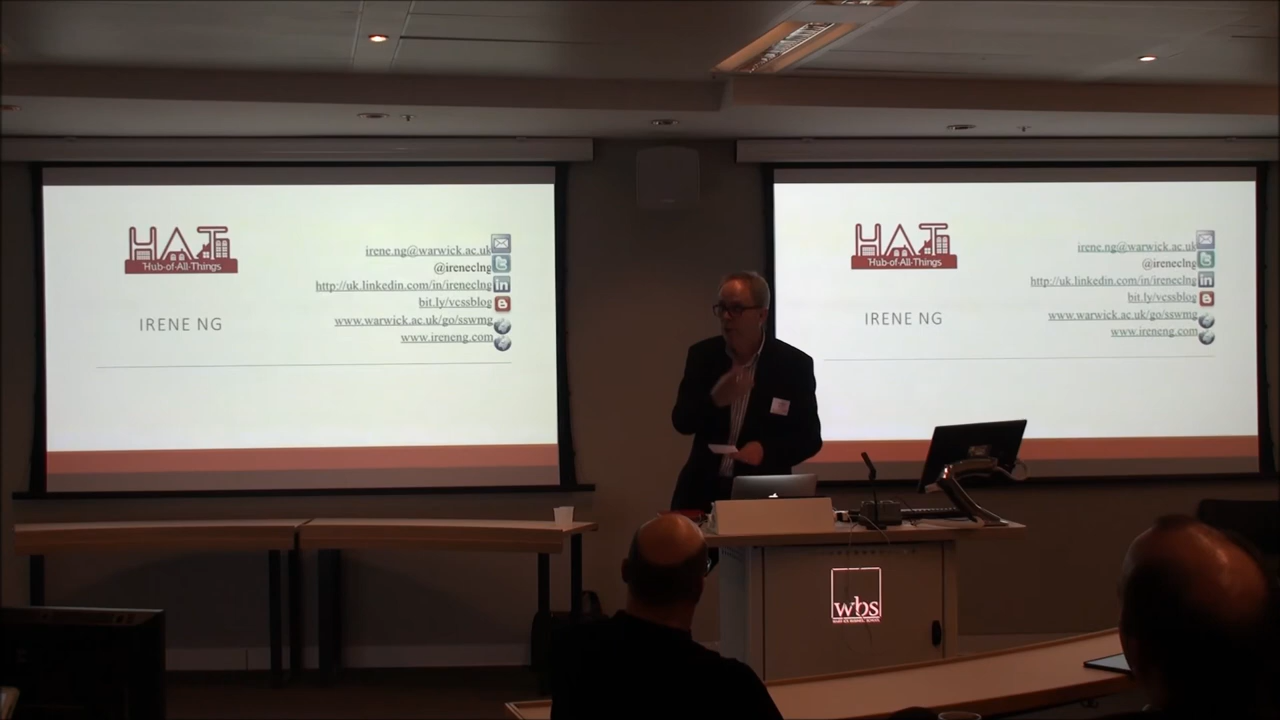 HAT
Hub-of-All-Things
IRENE NG
irene.ng@warwick.ac.uk
@ireneclng
http://uk.linkedin.com/in/ireneclng
bit.ly/vcssblog
www.warwick.ac.uk/go/sswmg
www.ireneng.com
HAT
Hub-of-All-Things
IRENE NG
irene.ng@warwick.ac.uk
@ireneclng
http://uk.linkedin.com/in/ireneclng
bit.ly/vcssblog
www.warwick.ac.uk/go/sswmg
www.ireneng.com
wbs
WARWICK BUSINESS SCHOOL